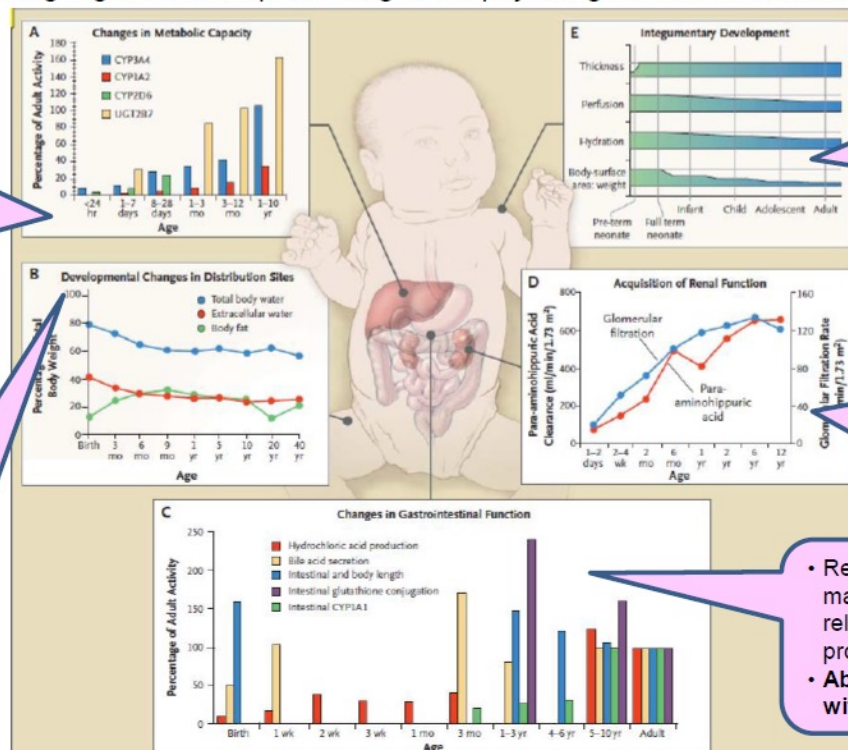 A Changes in Metabolic Capacity
180
160
140
120
100
80
60
40
20
0
Percentage of Adult Activity
CYP3A4
CYP1A2
CYP2D6
UGT2B7
<24 hr
1–7 days
8–28 days
1–3 mo
3–12 mo
1–10 yr
Age
E Integumentary Development
Thickness
Perfusion
Hydration
Body-surface
area: weight
Pre-term
neonate
Full term
neonate
Infant
Child
Adolescent
Adult
B Developmental Changes in Distribution Sites
100
80
60
40
20
0
Body Weight
Total body water
Extracellular water
Body fat
Birth
3 mo
6 mo
9 mo
1 yr
5 yr
10 yr
20 yr
40 yr
Age
D Acquisition of Renal Function
800
600
400
200
0
Para-aminohippuric Acid
Clearance (ml/min/1.73 m²)
Glomerular
filtration
Para-
aminohippuric
acid
160
120
80
40
0
Filtration Rate
1–2 days
2–4 wk
2 mo
6 mo
1 yr
2 yr
6 yr
12 yr
Age
C Changes in Gastrointestinal Function
250
200
150
100
50
0
Percentage of Adult Activity
Hydrochloric acid production
Bile acid secretion
Intestinal and body length
Intestinal glutathione conjugation
Intestinal CYP1A1
Birth
1 wk
2 wk
3 wk
1 mo
3 mo
1–3 yr
4–6 yr
5–10 yr
Adult
Age